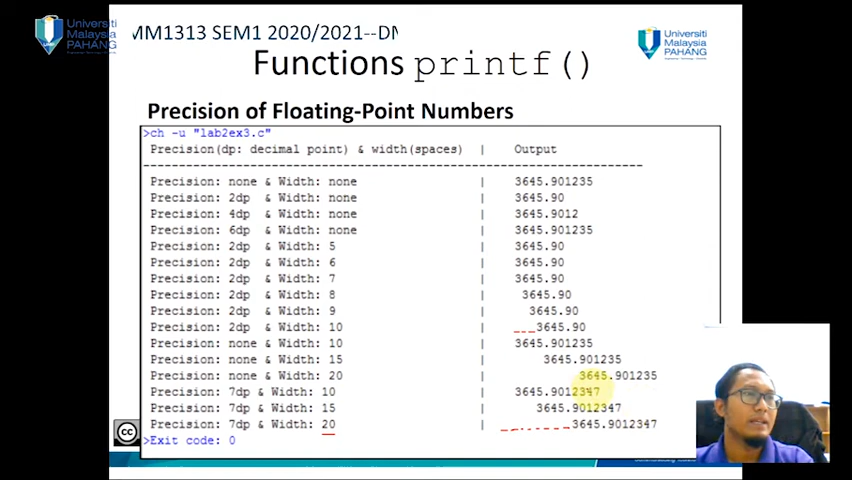 Universiti
Malaysia
PAHANG
MM1313 SEM1 2020/2021--DM
Universiti
Malaysia
PAHANG
Functions printf()
Precision of Floating-Point Numbers
>ch -u "lab2ex3.c"
Precision(dp: decimal point) & width(spaces) | Output
--------------------------------------------------------------
Precision: none & Width: none | 3645.901235
Precision: 2dp & Width: none | 3645.90
Precision: 4dp & Width: none | 3645.9012
Precision: 6dp & Width: none | 3645.901235
Precision: 2dp & Width: 5 | 3645.90
Precision: 2dp & Width: 6 | 3645.90
Precision: 2dp & Width: 7 | 3645.90
Precision: 2dp & Width: 8 | 3645.90
Precision: 2dp & Width: 9 | 3645.90
Precision: 2dp & Width: 10 | 3645.90
Precision: none & Width: 10 | 3645.901235
Precision: none & Width: 15 | 3645.901235
Precision: none & Width: 20 | 3645.901235
Precision: 7dp & Width: 10 | 3645.9012347
Precision: 7dp & Width: 15 | 3645.9012347
Precision: 7dp & Width: 20 | 3645.9012347
>Exit code: 0
cc